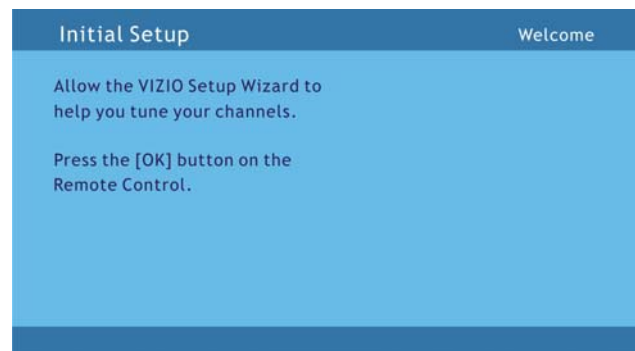 Initial Setup
Welcome
Allow the VIZIO Setup Wizard to
help you tune your channels.
Press the [OK] button on the
Remote Control.